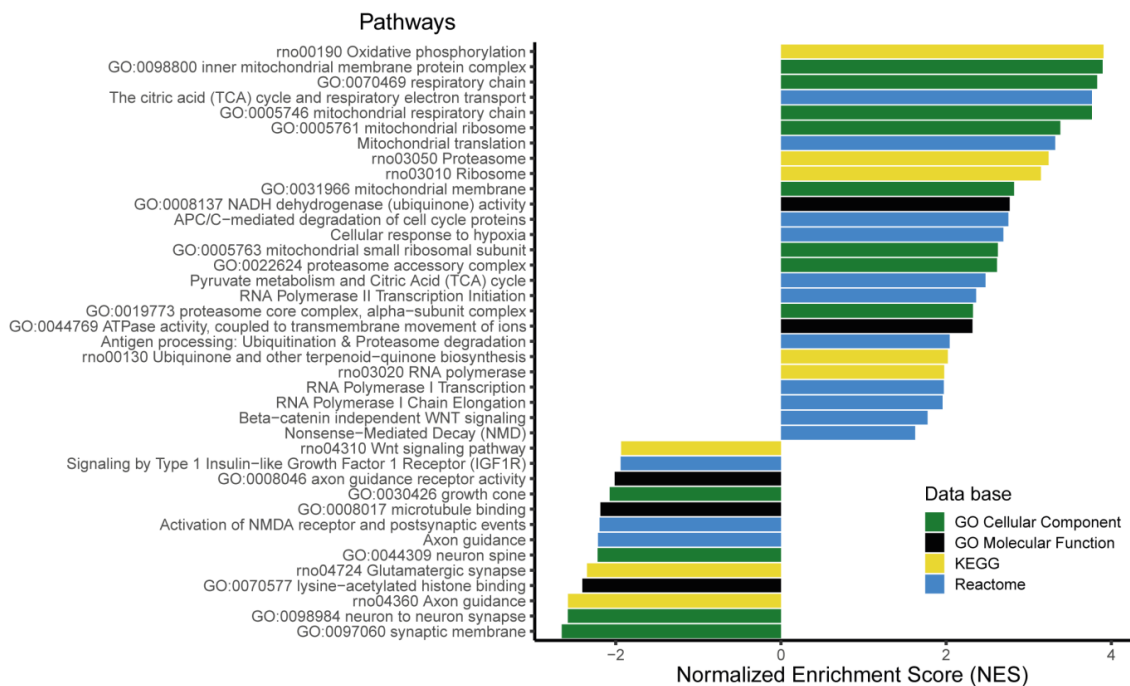 Pathways
rno00190 Oxidative phosphorylation
GO:0098800 inner mitochondrial membrane protein complex
GO:0070469 respiratory chain
The citric acid (TCA) cycle and respiratory electron transport
GO:0005746 mitochondrial respiratory chain
GO:0005761 mitochondrial ribosome
Mitochondrial translation
rno03050 Proteasome
rno03010 Ribosome
GO:0031966 mitochondrial membrane
GO:0008137 NADH dehydrogenase (ubiquinone) activity
APC/C−mediated degradation of cell cycle proteins
Cellular response to hypoxia
GO:0005763 mitochondrial small ribosomal subunit
GO:0022624 proteasome accessory complex
Pyruvate metabolism and Citric Acid (TCA) cycle
RNA Polymerase II Transcription Initiation
GO:0019773 proteasome core complex, alpha−subunit complex
GO:0044769 ATPase activity, coupled to transmembrane movement of ions
Antigen processing: Ubiquitination & Proteasome degradation
rno00130 Ubiquinone and other terpenoid−quinone biosynthesis
rno03020 RNA polymerase
RNA Polymerase I Transcription
RNA Polymerase I Chain Elongation
Beta−catenin independent WNT signaling
Nonsense−Mediated Decay (NMD)
rno04310 Wnt signaling pathway
Signaling by Type 1 Insulin−like Growth Factor 1 Receptor (IGF1R)
GO:0008046 axon guidance receptor activity
GO:0030426 growth cone
GO:0008017 microtubule binding
Activation of NMDA receptor and postsynaptic events
Axon guidance
GO:0044309 neuron spine
rno04724 Glutamatergic synapse
GO:0070577 lysine−acetylated histone binding
rno04360 Axon guidance
GO:0098984 neuron to neuron synapse
GO:0097060 synaptic membrane
Data base
GO Cellular Component
GO Molecular Function
KEGG
Reactome
−2 0 2 4
Normalized Enrichment Score (NES)